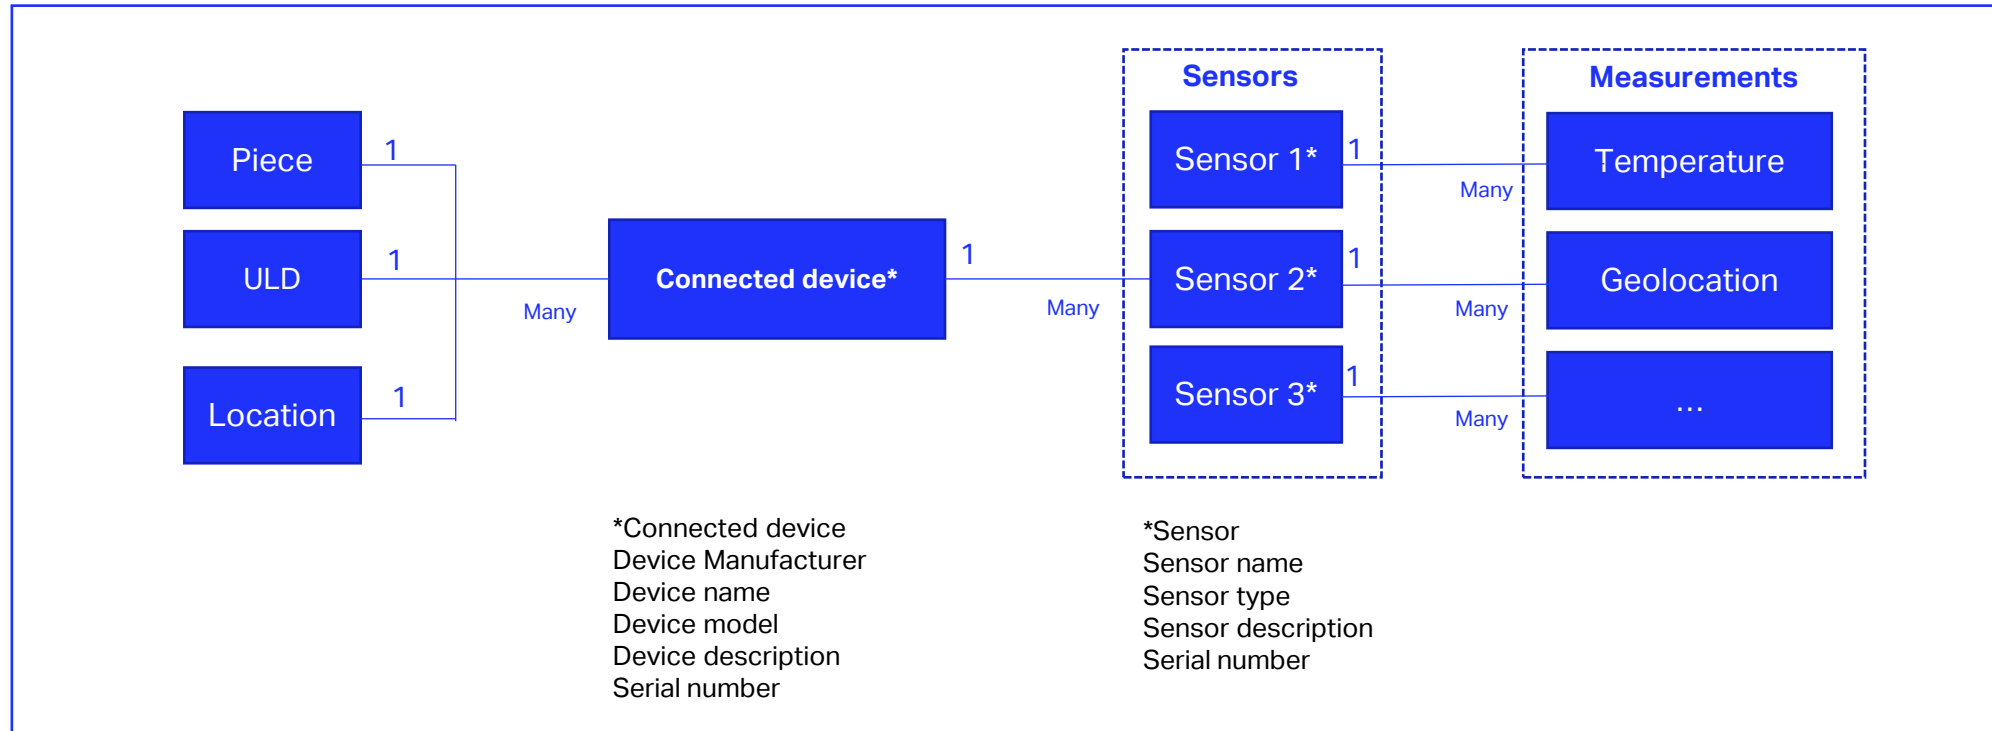 Sensors
Measurements
Piece
1
Sensor 1*
1
Many
Temperature
ULD
1
Many
Connected device*
1
Many
Sensor 2*
1
Many
Geolocation
Location
1
Sensor 3*
1
Many
...
*Connected device
Device Manufacturer
Device name
Device model
Device description
Serial number
*Sensor
Sensor name
Sensor type
Sensor description
Serial number